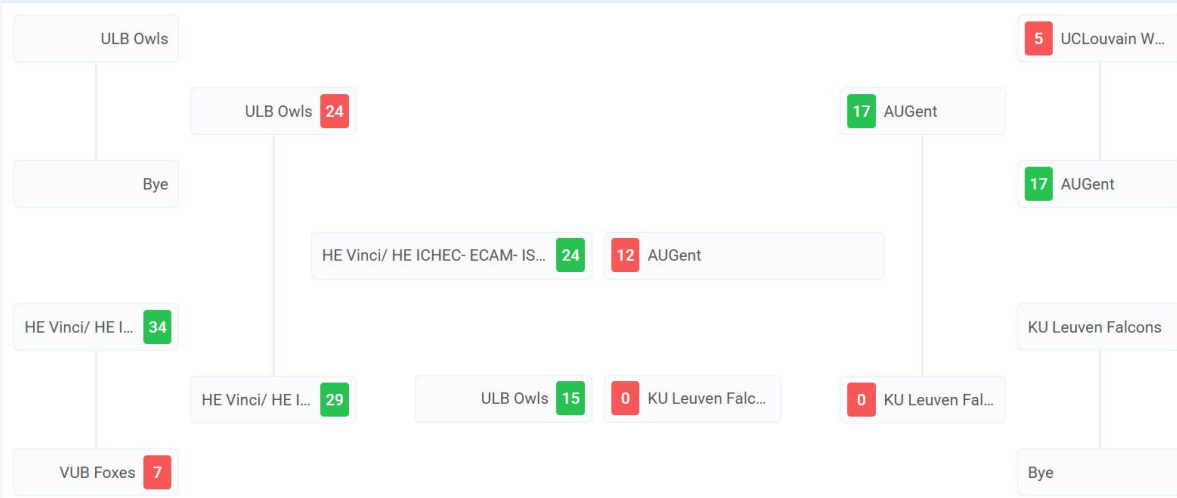 ULB Owls
5 UCLouvain W...
ULB Owls 24
17 AUGent
Bye
17 AUGent
HE Vinci/ HE ICHEC- ECAM- IS... 24
12 AUGent
HE Vinci/ HE I... 34
KU Leuven Falcons
HE Vinci/ HE I... 29
ULB Owls 15
0 KU Leuven Falc...
0 KU Leuven Fal...
VUB Foxes 7
Bye